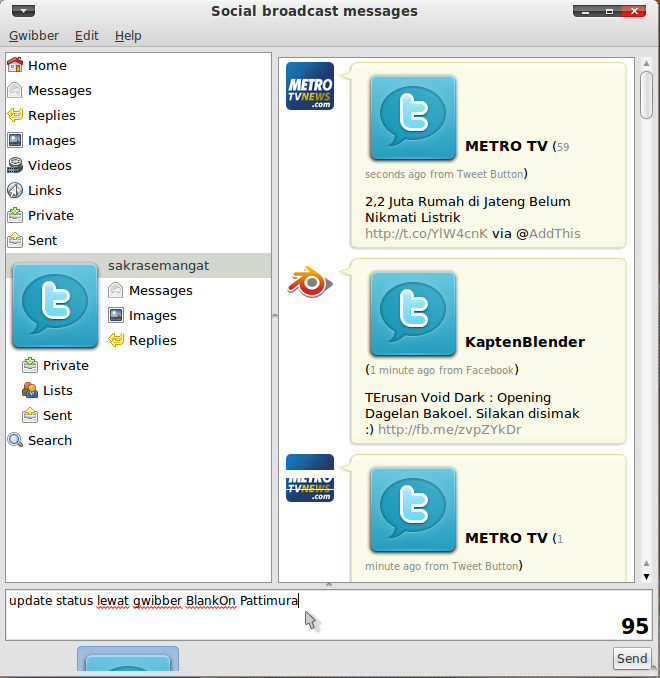 Social broadcast messages
Gwibber Edit Help
Home
Messages
Replies
Images
Videos
Links
Private
Sent
sakrasemangat
Messages
Images
Replies
Private
Lists
Sent
Search
METRO
TVNEWS
.com
METRO TV (59
seconds ago from Tweet Button)
2,2 Juta Rumah di Jateng Belum
Nikmati Listrik
http://t.co/YlW4cnK via @AddThis
KaptenBlender
(1 minute ago from Facebook)
TErusan Void Dark : Opening
Dagelan Bakoel. Silakan disimak
:) http://fb.me/zvpZYkDr
METRO
TVNEWS
.com
METRO TV (1
minute ago from Tweet Button)
update status lewat gwibber BlankOn Pattimura
95
Send